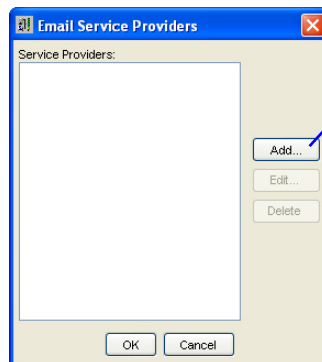 Email Service Providers
Service Providers:
Add...
Edit...
Delete
OK Cancel